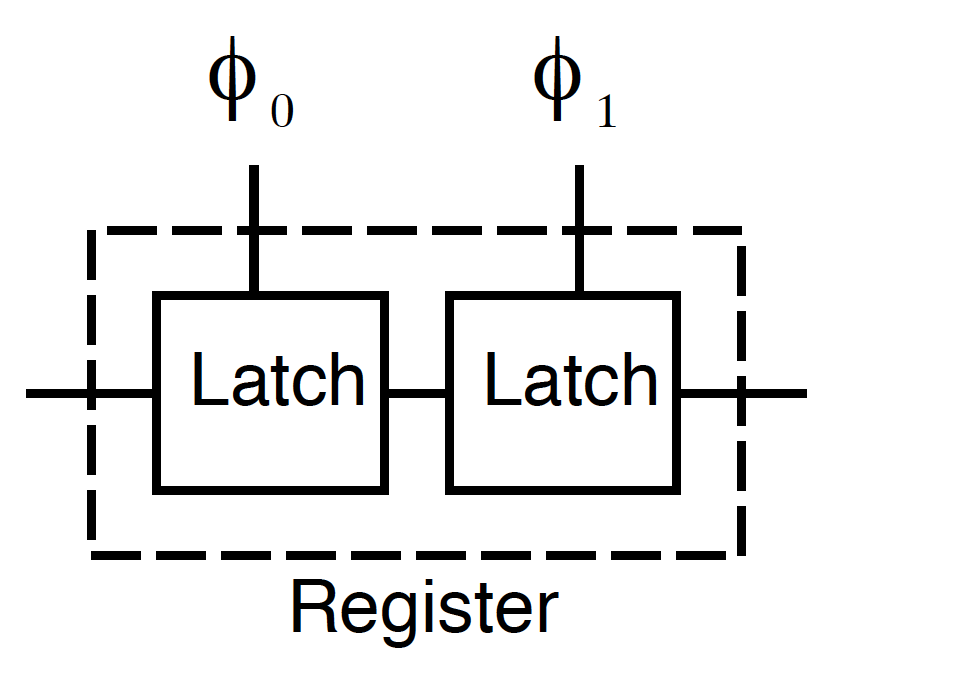 ϕ₀ ϕ₁
Latch Latch
Register